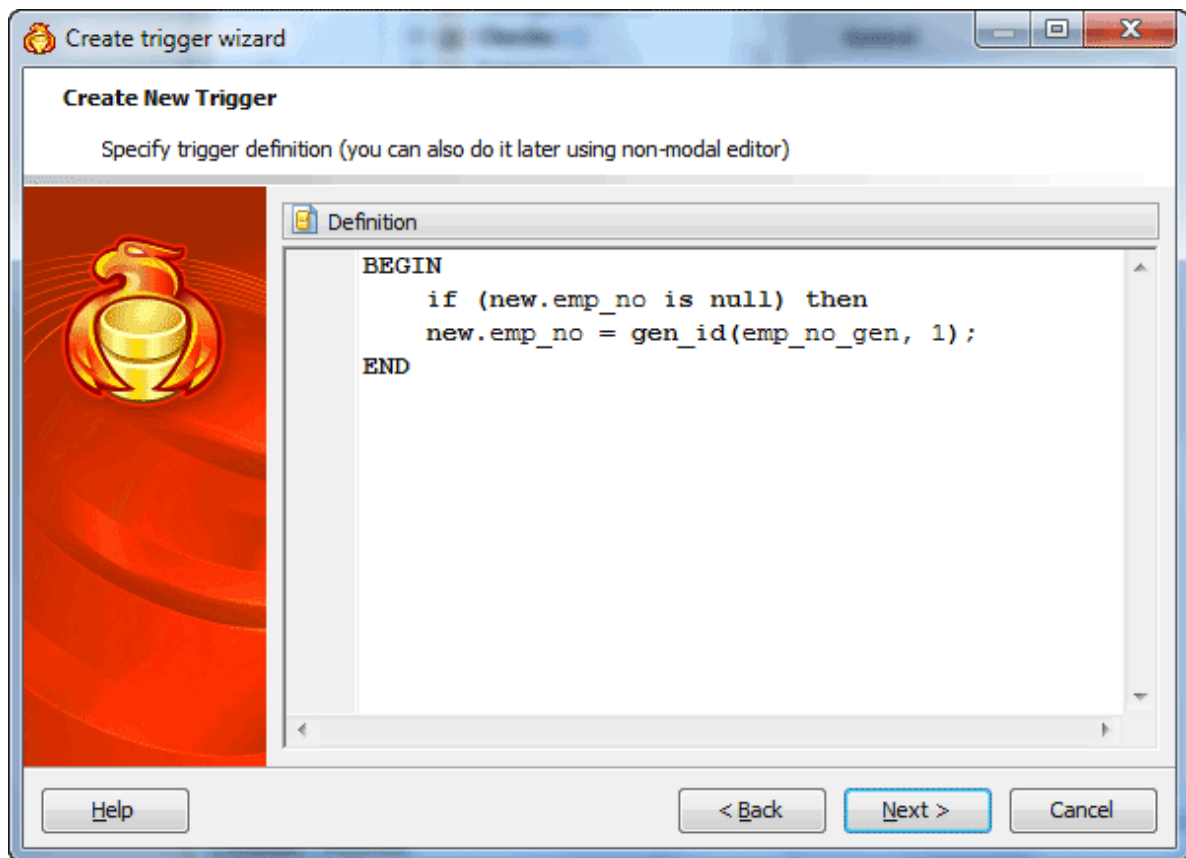 Create trigger wizard
Create New Trigger
Specify trigger definition (you can also do it later using non-modal editor)
Definition
BEGIN
if (new.emp_no is null) then
new.emp_no = gen_id(emp_no_gen, 1);
END
Help
< Back
Next >
Cancel